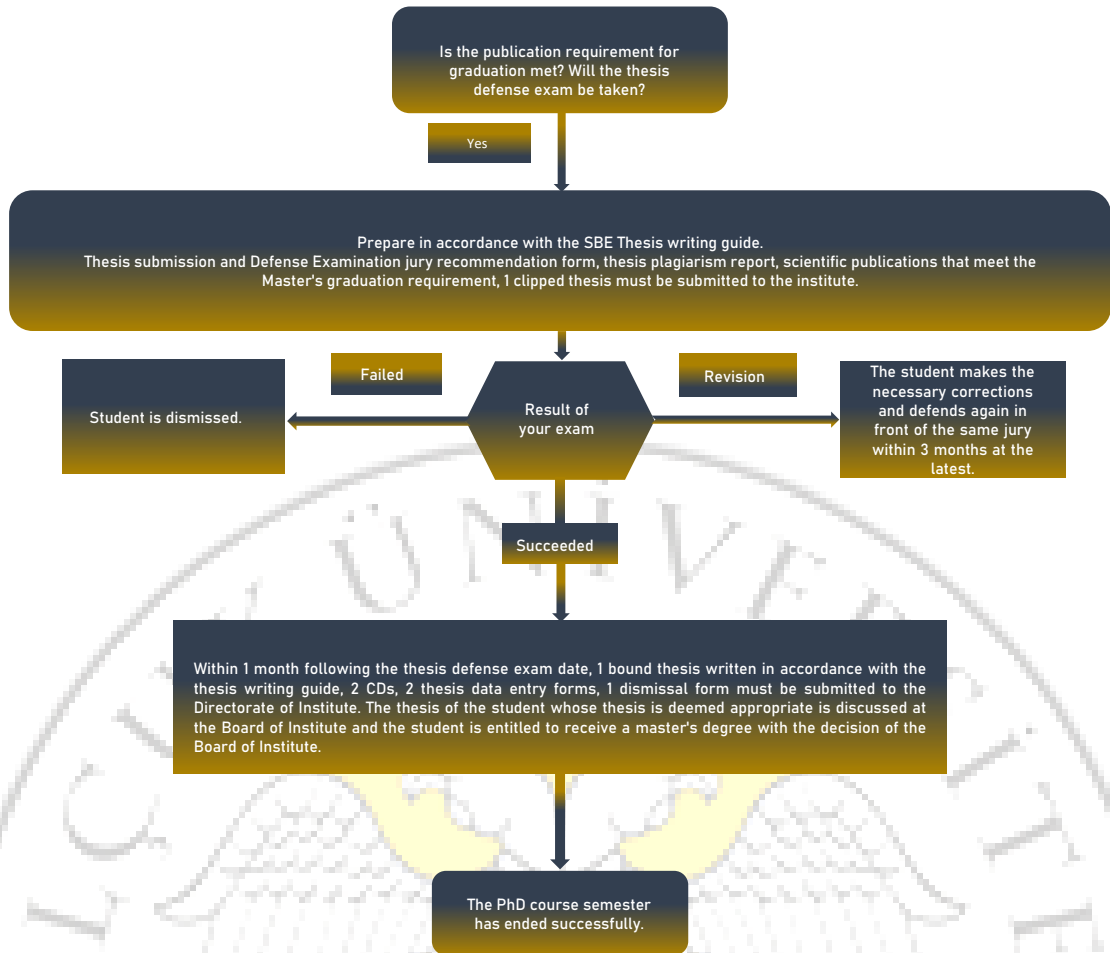 Is the publication requirement for
graduation met? Will the thesis
defense exam be taken?
Yes
Prepare in accordance with the SBE Thesis writing guide.
Thesis submission and Defense Examination jury recommendation form, thesis plagiarism report, scientific publications that meet the
Master's graduation requirement, 1 clipped thesis must be submitted to the institute.
Failed
Revision
Student is dismissed.
Result of
your exam
The student makes the
necessary corrections
and defends again in
front of the same jury
within 3 months at the
latest.
Succeeded
Within 1 month following the thesis defense exam date, 1 bound thesis written in accordance with the
thesis writing guide, 2 CDs, 2 thesis data entry forms, 1 dismissal form must be submitted to the
Directorate of Institute. The thesis of the student whose thesis is deemed appropriate is discussed at
the Board of Institute and the student is entitled to receive a master's degree with the decision of the
Board of Institute.
The PhD course semester
has ended successfully.